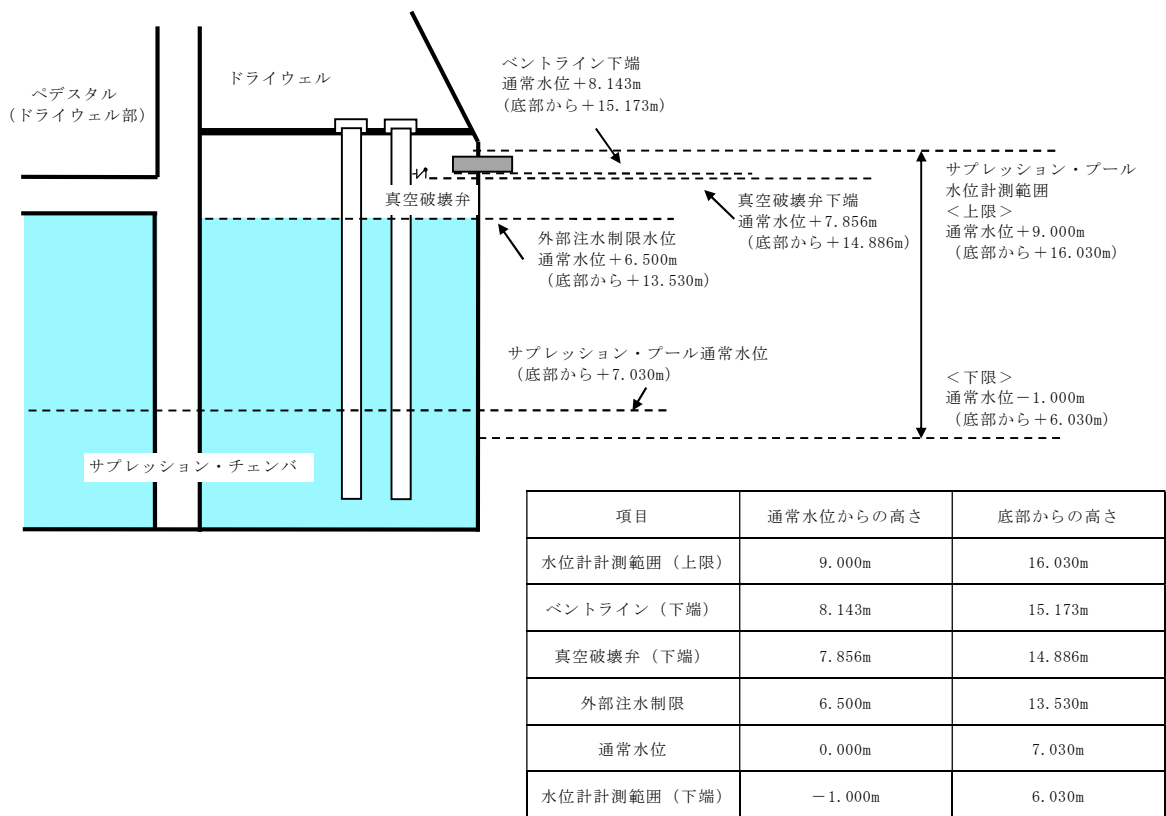 ペデスタル
（ドライウェル部）
ドライウェル
ベントライン下端
通常水位＋8.143m
（底部から＋15.173m）
真空破壊弁
真空破壊弁下端
通常水位＋7.856m
（底部から＋14.886m）
外部注水制限水位
通常水位＋6.500m
（底部から＋13.530m）
サプレッション・プール
水位計測範囲
＜上限＞
通常水位＋9.000m
（底部から＋16.030m）
サプレッション・プール通常水位
（底部から＋7.030m）
＜下限＞
通常水位－1.000m
（底部から＋6.030m）
サプレッション・チェンバ
項目 通常水位からの高さ 底部からの高さ
水位計計測範囲（上限） 9.000m 16.030m
ベントライン（下端） 8.143m 15.173m
真空破壊弁（下端） 7.856m 14.886m
外部注水制限 6.500m 13.530m
通常水位 0.000m 7.030m
水位計計測範囲（下端） －1.000m 6.030m